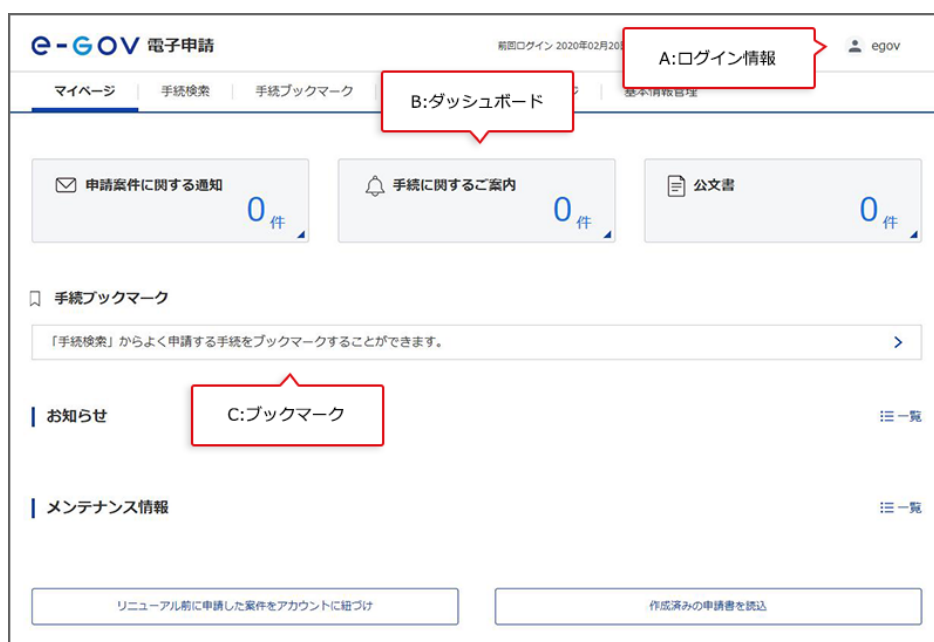 e-GOV 電子申請
前回ログイン 2020年02月20日
A:ログイン情報
egov
マイページ
手続検索
手続ブックマーク
B:ダッシュボード
基本情報管理
申請案件に関する通知
0件
手続に関するご案内
0件
公文書
0件
手続ブックマーク
「手続検索」からよく申請する手続をブックマークすることができます。
C:ブックマーク
お知らせ
一覧
メンテナンス情報
一覧
リニューアル前に申請した案件をアカウントに紐づけ
作成済みの申請書を読込